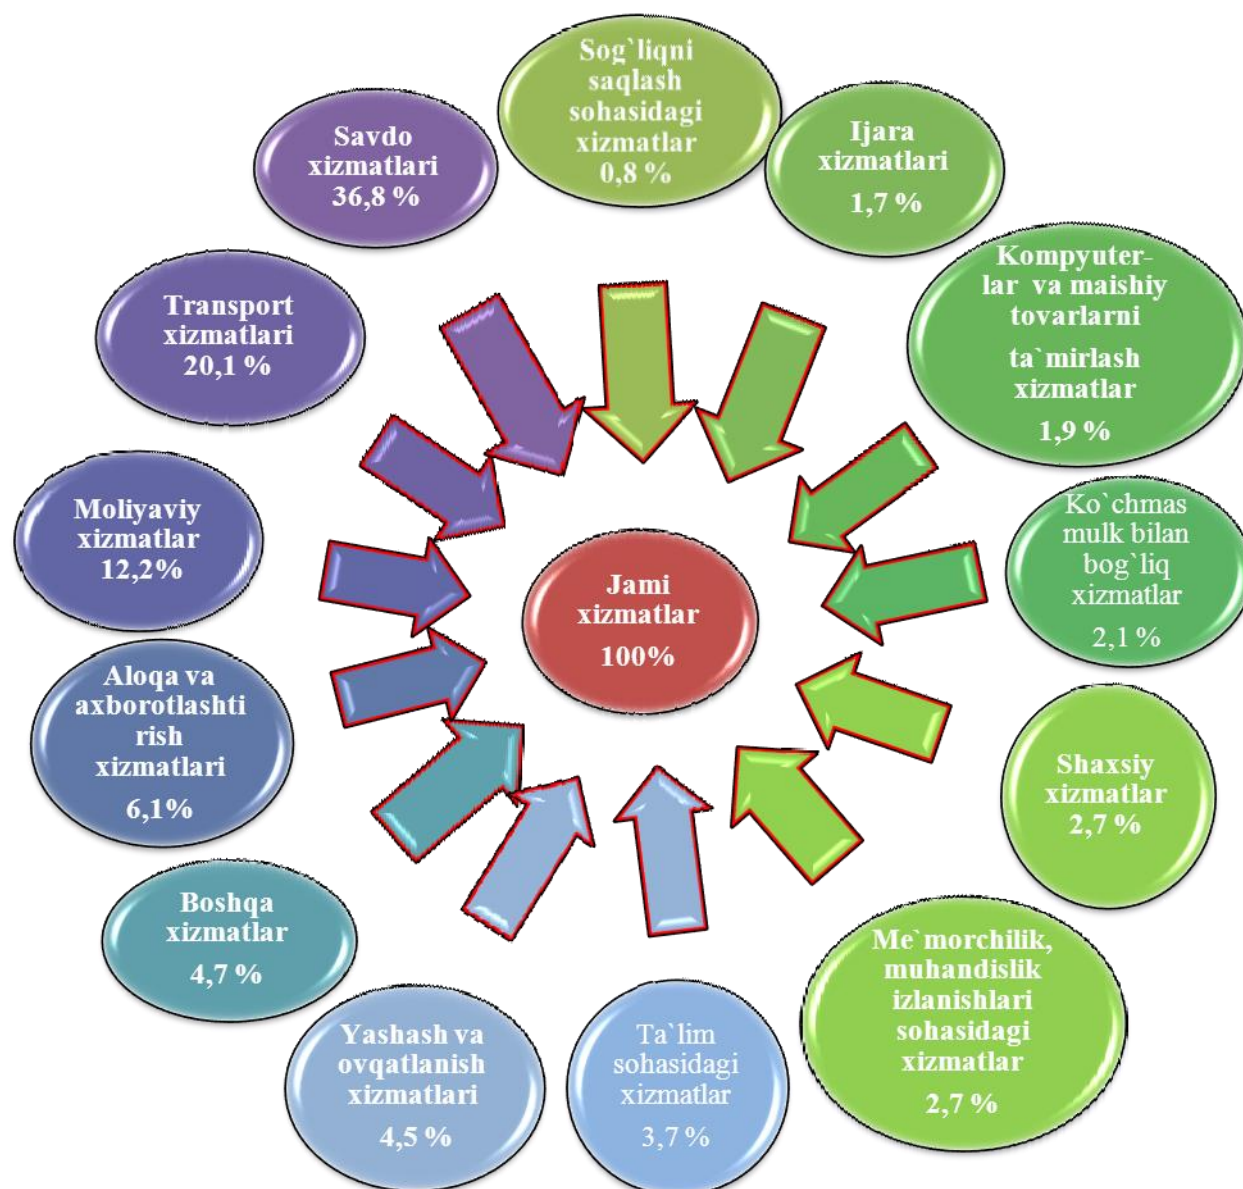 Sog`liqni
saqlash
sohasidagi
xizmatlar
0,8 %
Ijara
xizmatlari
1,7 %
Kompyuter-
lar va maishiy
tovarlarni
ta`mirlash
xizmatlar
1,9 %
Ko`chmas
mulk bilan
bog`liq
xizmatlar
2,1 %
Shaxsiy
xizmatlar
2,7 %
Me`morchilik,
muhandislik
izlanishlari
sohasidagi
xizmatlar
2,7 %
Ta`lim
sohasidagi
xizmatlar
3,7 %
Yashash va
ovqatlanish
xizmatlari
4,5 %
Boshqa
xizmatlar
4,7 %
Aloqa va
axborotlashti
rish
xizmatlari
6,1%
Moliyaviy
xizmatlar
12,2%
Transport
xizmatlari
20,1 %
Savdo
xizmatlari
36,8 %
Jami
xizmatlar
100%